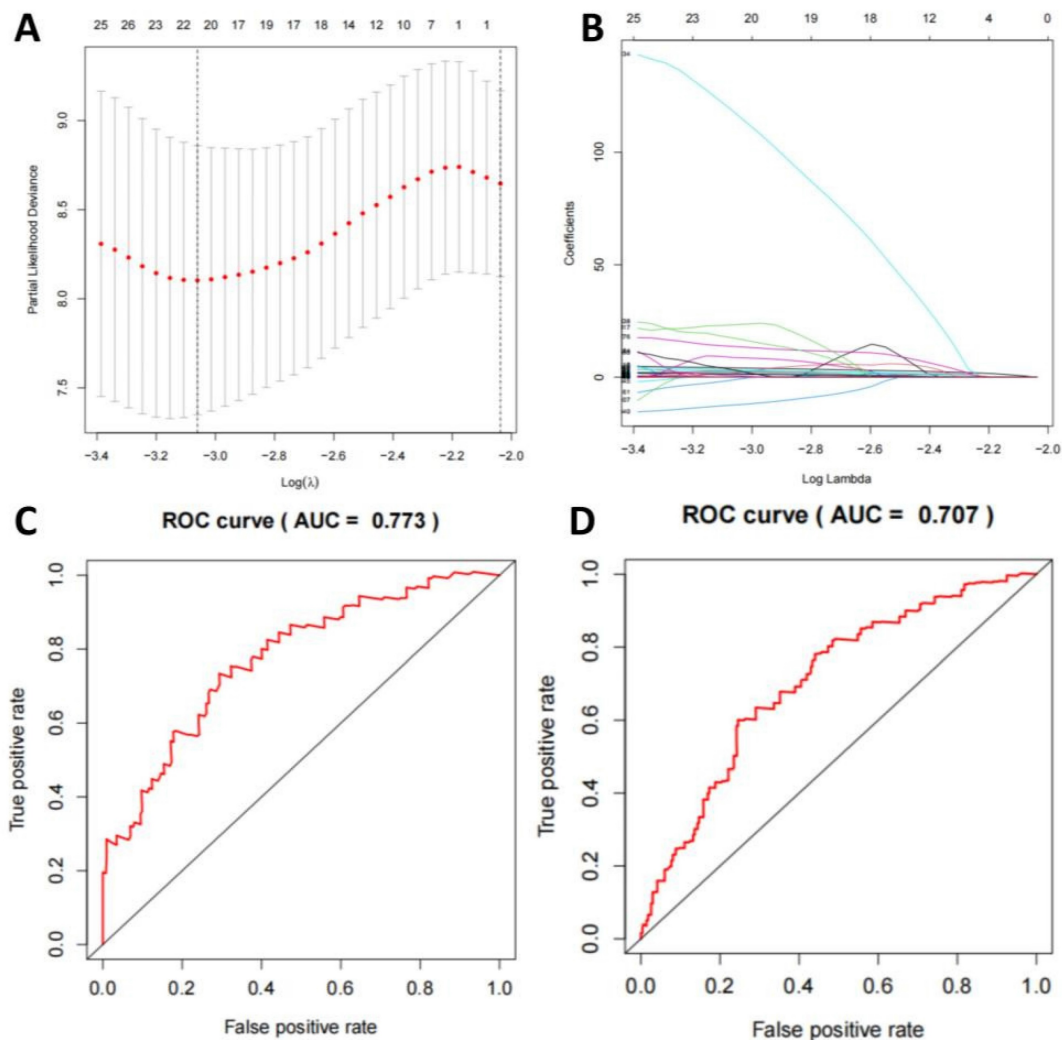 A
25 26 23 22 20 17 19 17 18 14 12 10 7 1 1
Partial Likelihood Deviance
9.0
8.5
8.0
7.5
−3.4 −3.2 −3.0 −2.8 −2.6 −2.4 −2.2 −2.0
Log(λ)
B
25 23 22 21 16 18 12 4 0
Coefficients
100
50
0
−3.4 −3.2 −3.0 −2.8 −2.6 −2.4 −2.2 −2.0
Log Lambda
C
ROC curve ( AUC = 0.773 )
True positive rate
1.0
0.8
0.6
0.4
0.2
0.0
0.0 0.2 0.4 0.6 0.8 1.0
False positive rate
D
ROC curve ( AUC = 0.707 )
True positive rate
1.0
0.8
0.6
0.4
0.2
0.0
0.0 0.2 0.4 0.6 0.8 1.0
False positive rate